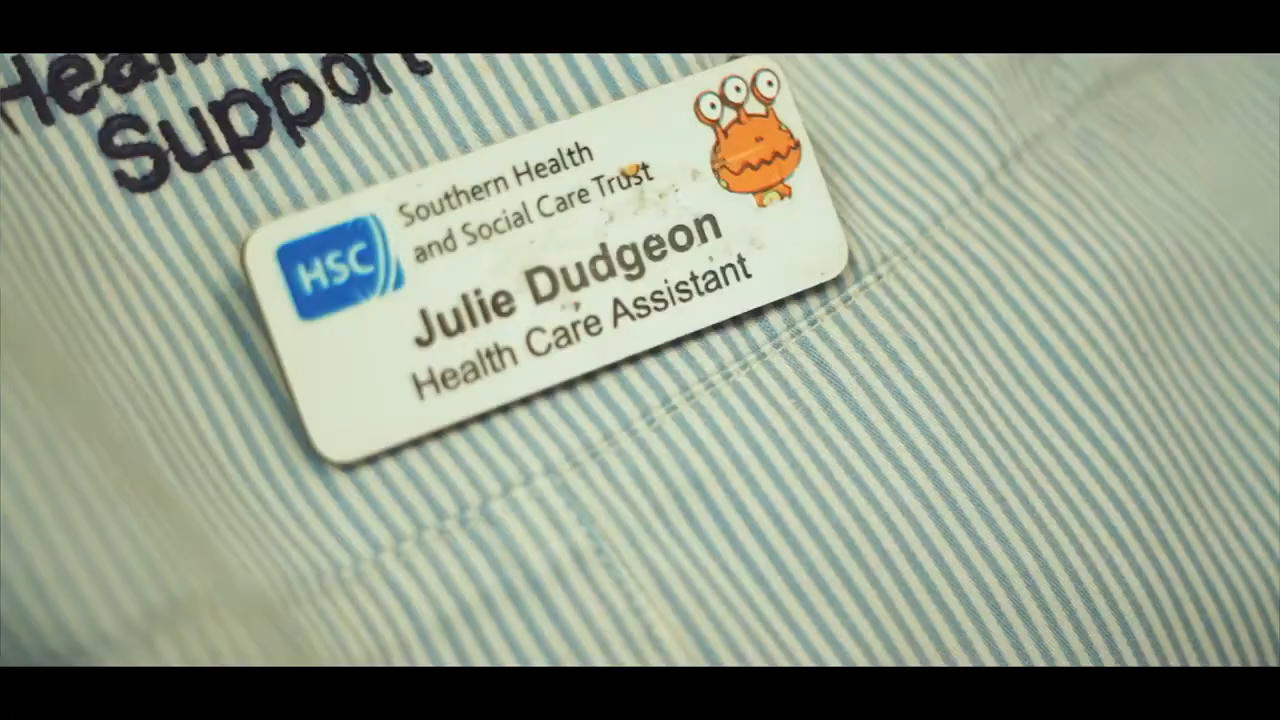 Support
Southern Health
and Social Care Trust
HSC
Julie Dudgeon
Health Care Assistant